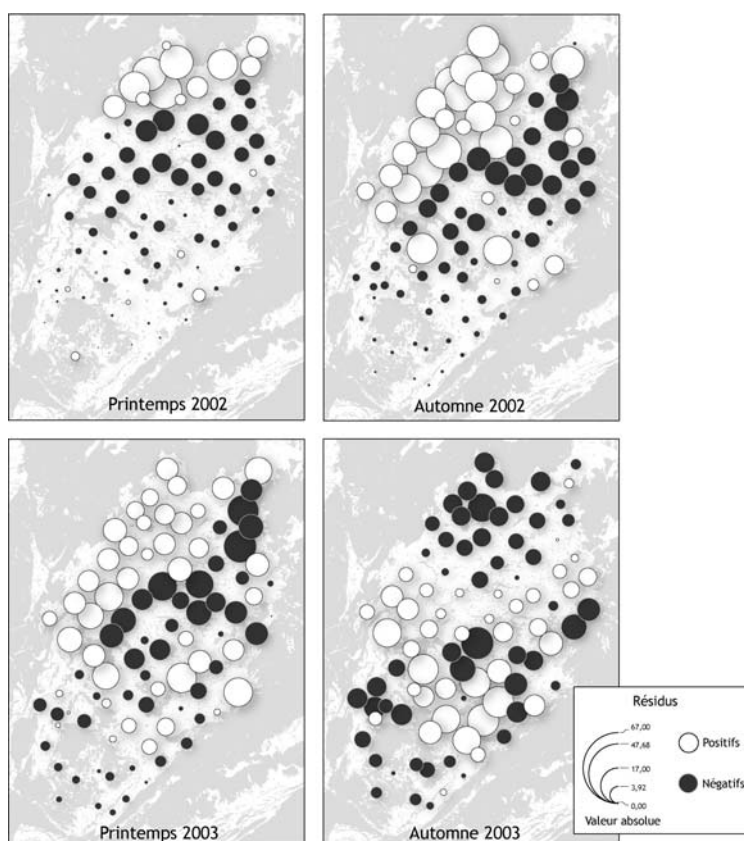 Printemps 2002
Automne 2002
Printemps 2003
Automne 2003
Résidus
67,00
47,68
17,00
3,92
0,00
Valeur absolue
Positifs
Négatifs